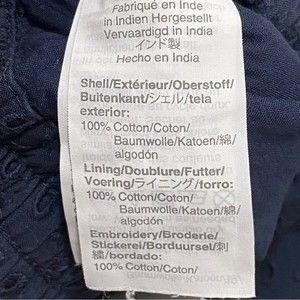 Fabriqué en Inde
in Indien Hergestellt
Vervaardigd in India
インド製
Hecho en India
Shell/Extérieur/Oberstoff/
Buitenkant/シェル/tela
exterior:
100% Cotton/Coton/
Baumwolle/Katoen/綿/
algodón
Lining/Doublure/Futter/
Voering/ライニング/forro:
100% Cotton/Coton/
Baumwolle/Katoen/綿/
algodón
Embroidery/Broderie/
Stickerei/Borduursel/刺
繍/bordado:
100% Cotton/Coton/